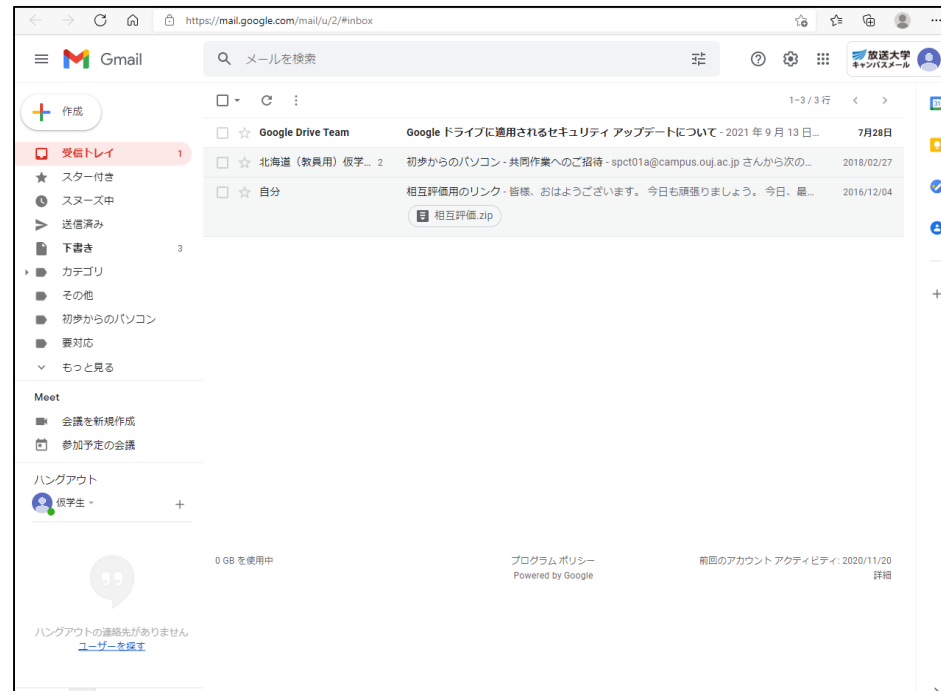 https://mail.google.com/mail/u/2/#inbox
Gmail
メールを検索
放送大学
キャンパスメール
作成
1-3 / 3 行
受信トレイ 1
スター付き
スヌーズ中
送信済み
下書き 3
カテゴリ
その他
初歩からのパソコン
要対応
もっと見る
Google Drive Team Google ドライブに適用されるセキュリティ アップデートについて - 2021 年 9 月 13 日... 7月28日
北海道（教員用）仮学... 2 初歩からのパソコン - 共同作業へのご招待 - spct01a@campus.ouj.ac.jp さんから次の... 2018/02/27
自分 相互評価用のリンク - 皆様、おはようございます。 今日も頑張りましょう。 今日、最... 2016/12/04
相互評価.zip
Meet
会議を新規作成
参加予定の会議
ハングアウト
仮学生
ハングアウトの連絡先がありません
ユーザーを探す
0 GB を使用中
プログラム ポリシー
Powered by Google
前回のアカウント アクティビティ: 2020/11/20
詳細